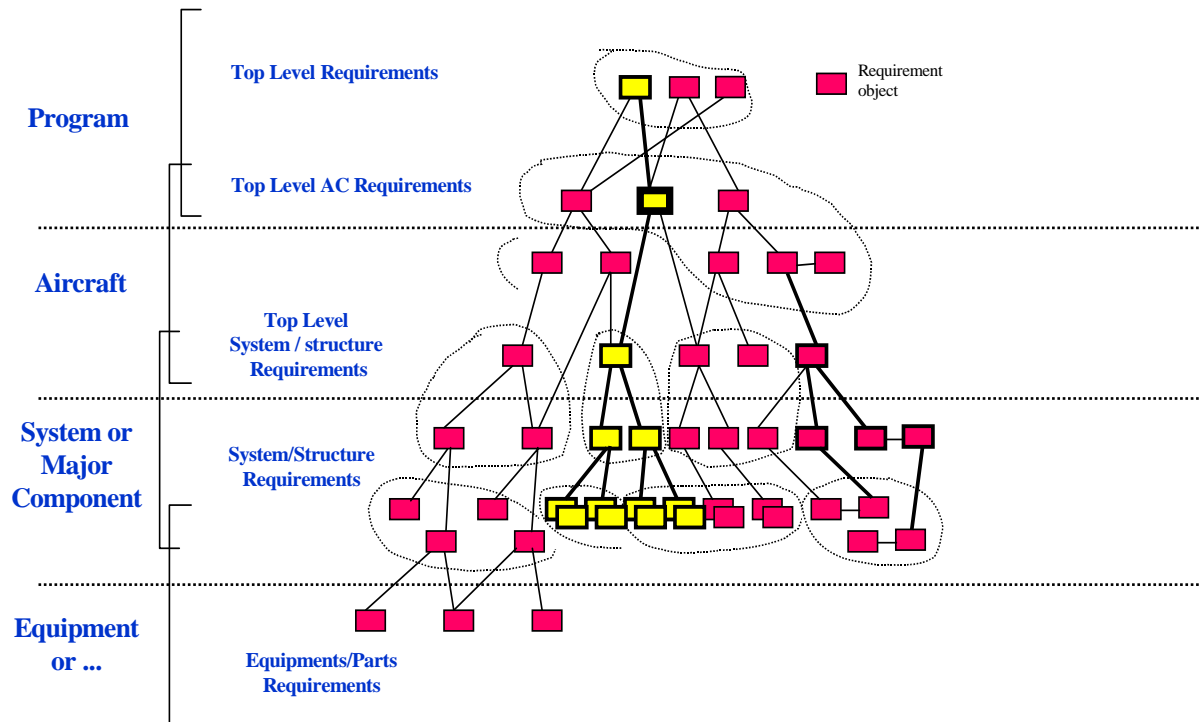 Top Level Requirements
Requirement
object
Program
Top Level AC Requirements
Aircraft
Top Level
System / structure
Requirements
System or
Major
Component
System/Structure
Requirements
Equipment
or ...
Equipments/Parts
Requirements